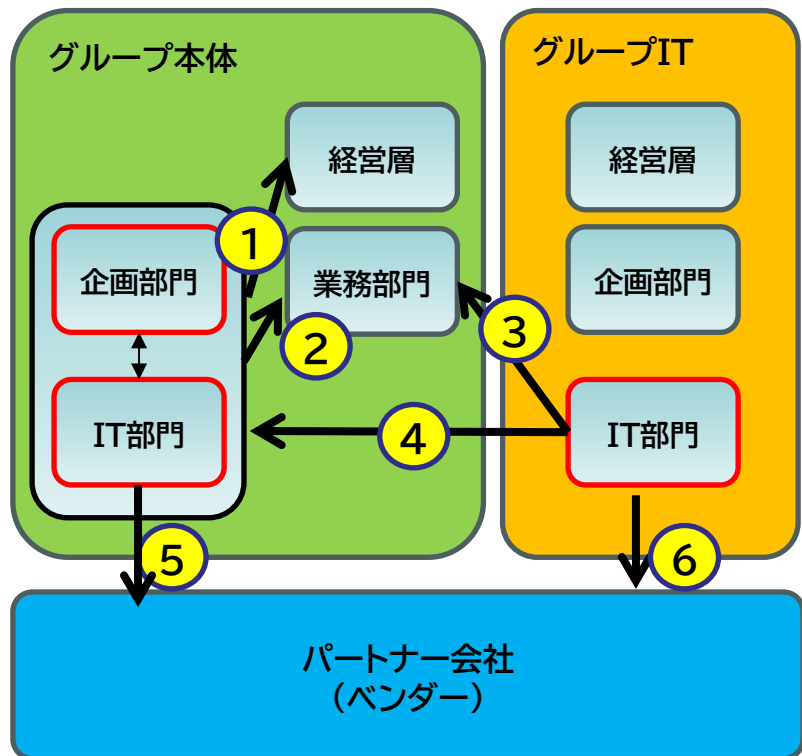 グループ本体
経営層
企画部門
1
業務部門
2
IT部門
5
グループIT
経営層
企画部門
3
4
IT部門
6
パートナー会社
(ベンダー)